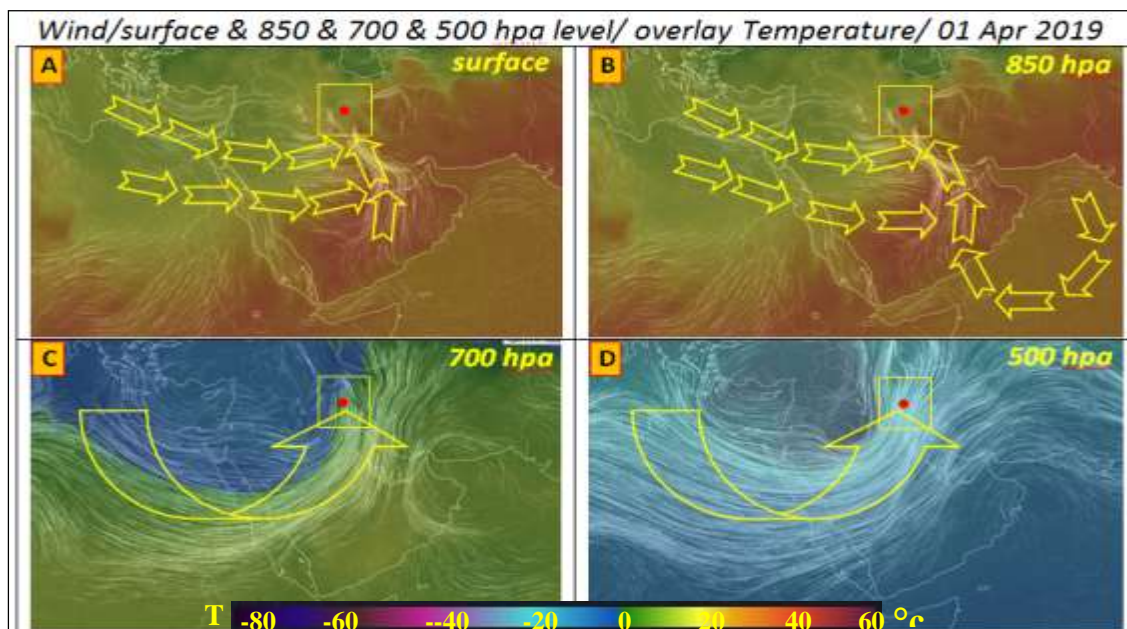 Wind/surface & 850 & 700 & 500 hpa level/ overlay Temperature/ 01 Apr 2019
A surface
B 850 hpa
C 700 hpa
D 500 hpa
T -80 -60 --40 -20 0 20 40 60 °c